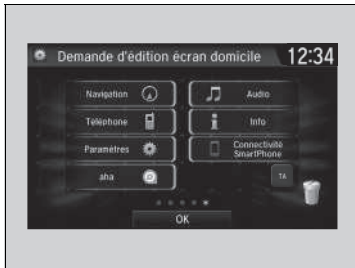 Demande d'édition écran domicile 12:34
Navigation
Audio
Téléphone
Info
Paramètres
Connectivité
SmartPhone
aha
TA
OK